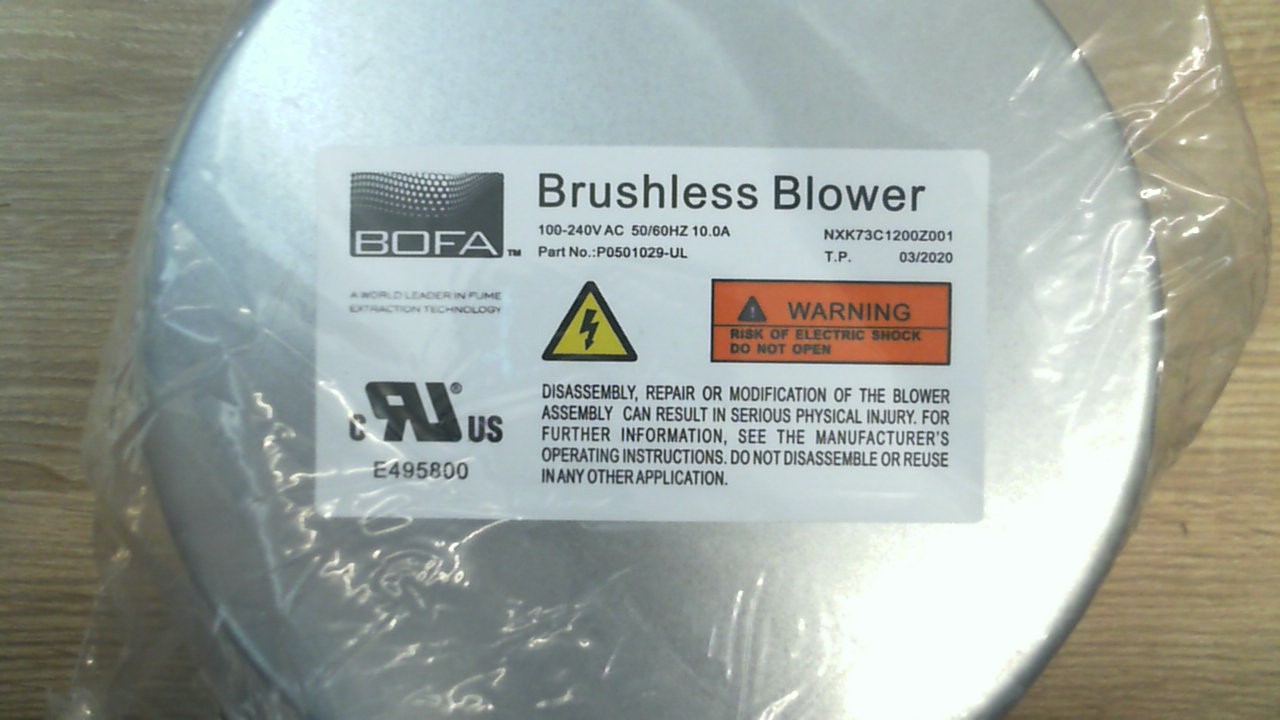 BOFA™
A WORLD LEADER IN FUME
EXTRACTION TECHNOLOGY
Brushless Blower
100-240V AC 50/60HZ 10.0A
Part No.:P0501029-UL
NXK73C1200Z001
T.P. 03/2020
WARNING
RISK OF ELECTRIC SHOCK
DO NOT OPEN
C RU® US
E495800
DISASSEMBLY, REPAIR OR MODIFICATION OF THE BLOWER
ASSEMBLY CAN RESULT IN SERIOUS PHYSICAL INJURY. FOR
FURTHER INFORMATION, SEE THE MANUFACTURER'S
OPERATING INSTRUCTIONS. DO NOT DISASSEMBLE OR REUSE
IN ANY OTHER APPLICATION.